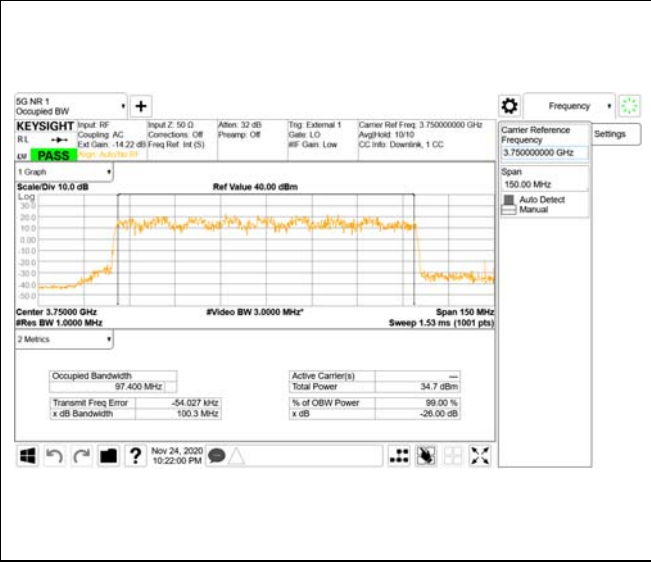 5G NR 1
Occupied BW
Frequency
KEYSIGHT
R L
PASS
Input: RF
Coupling: AC
Ext Gain: -14.22 dB
Align: Auto/No RF
Input Z: 50 Ω
Corrections: Off
Freq Ref: Int (S)
Atten: 32 dB
Preamp: Off
Trig: External 1
Gate: LO
#IF Gain: Low
Carrier Ref Freq: 3.750000000 GHz
Avg|Hold: 10/10
CC Info: Downlink, 1 CC
Carrier Reference
Frequency
3.750000000 GHz
Settings
Span
150.00 MHz
Auto Detect
Manual
1 Graph
Scale/Div 10.0 dB
Ref Value 40.00 dBm
Log
30.0
20.0
10.0
0.00
-10.0
-20.0
-30.0
-40.0
-50.0
Center 3.75000 GHz
#Video BW 3.0000 MHz*
Span 150 MHz
#Res BW 1.0000 MHz
Sweep 1.53 ms (1001 pts)
2 Metrics
Occupied Bandwidth
97.400 MHz
Transmit Freq Error -54.027 kHz
x dB Bandwidth 100.3 MHz
Active Carrier(s) —
Total Power 34.7 dBm
% of OBW Power 99.00 %
x dB -26.00 dB
?
Nov 24, 2020
10:22:00 PM